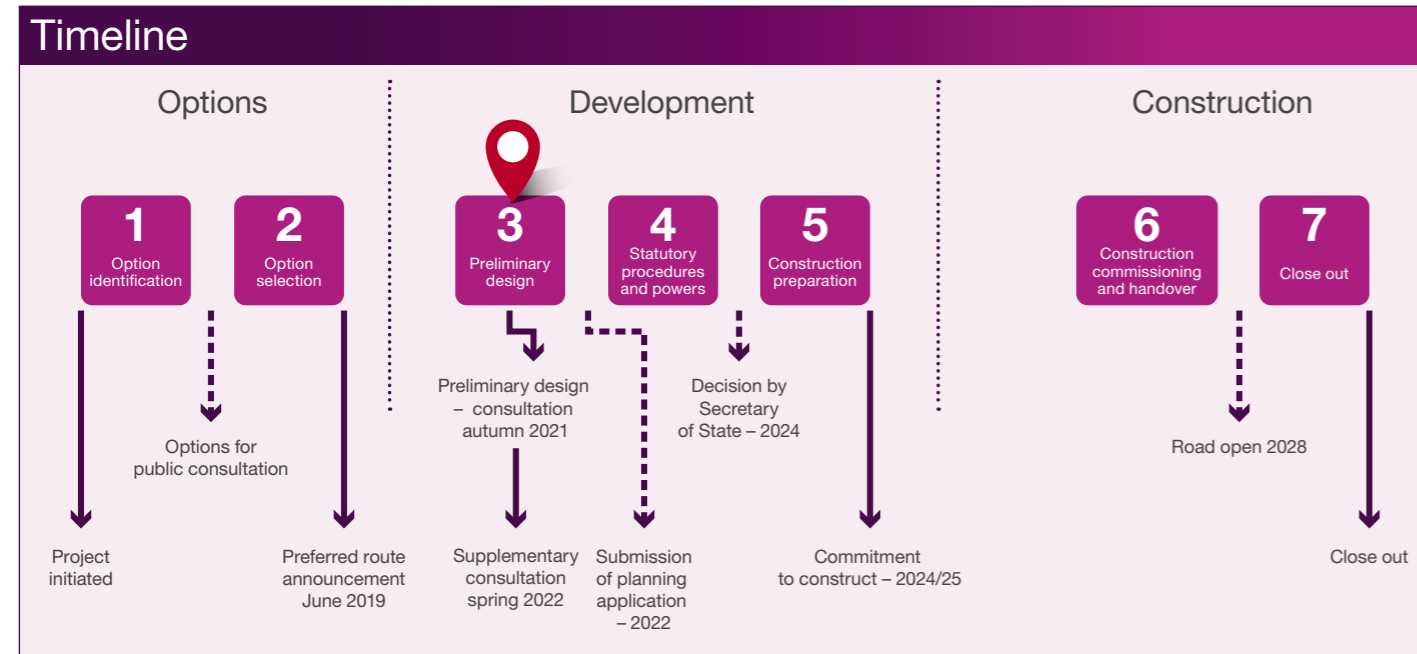 Timeline
Options
Development
Construction
1
Option
identification
2
Option
selection
3
Preliminary
design
4
Statutory
procedures
and powers
5
Construction
preparation
6
Construction
commissioning
and handover
7
Close out
Preliminary design
– consultation
autumn 2021
Decision by
Secretary
of State – 2024
Options for
public consultation
Road open 2028
Project
initiated
Preferred route
announcement
June 2019
Supplementary
consultation
spring 2022
Submission
of planning
application
– 2022
Commitment
to construct – 2024/25
Close out